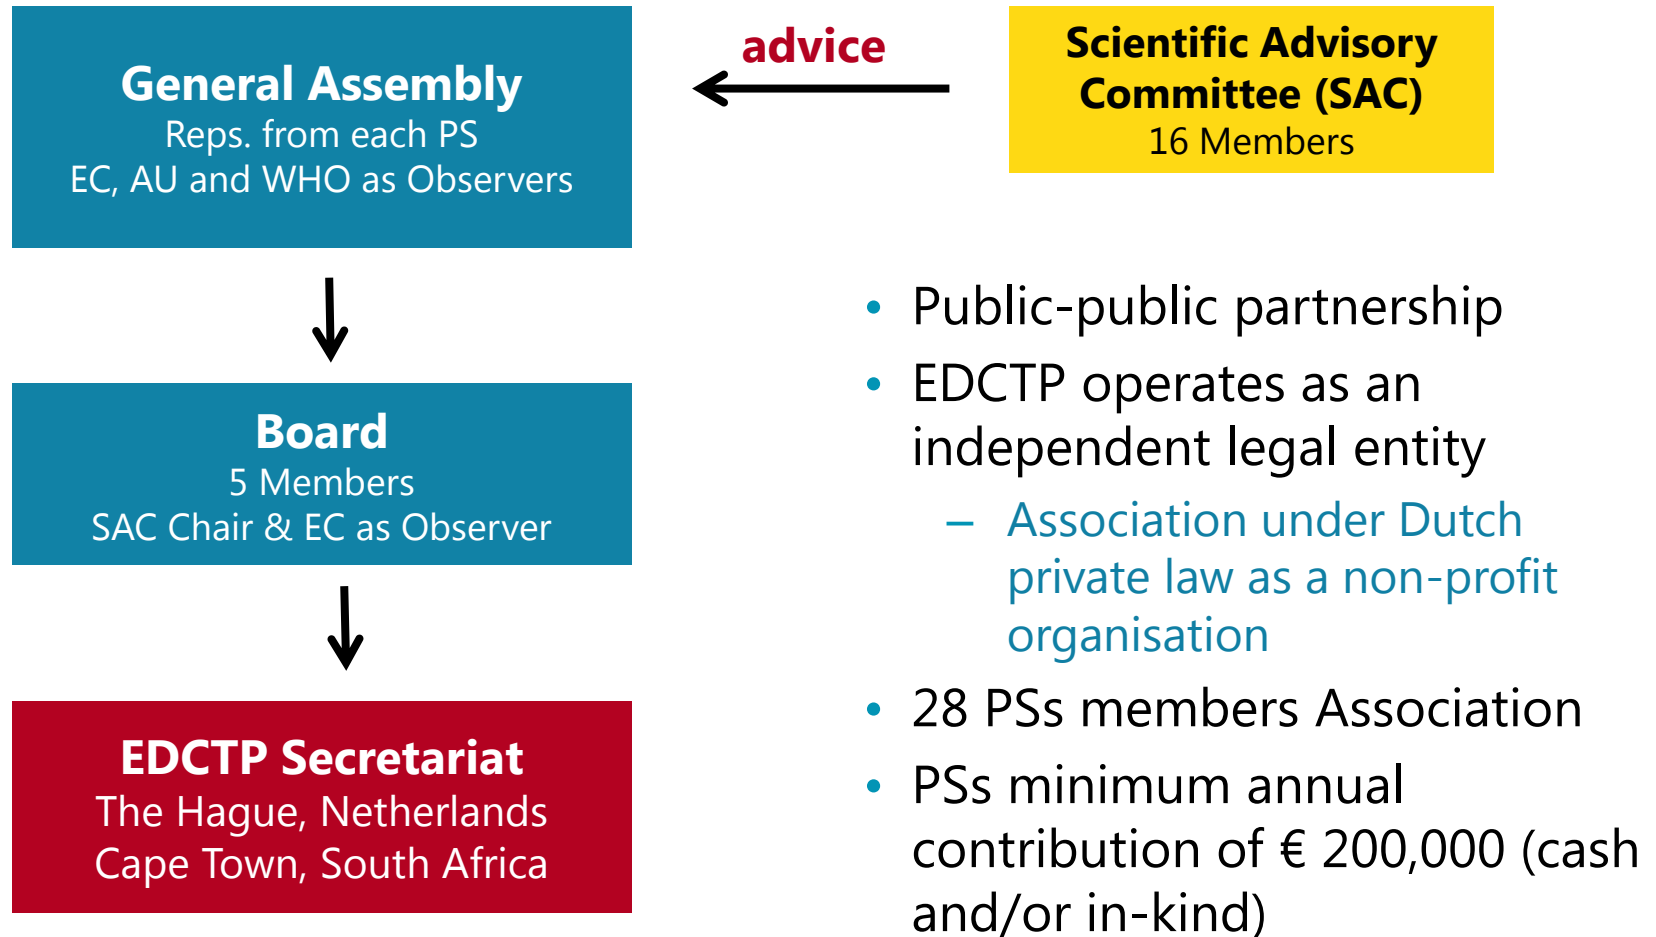 General Assembly
Reps. from each PS
EC, AU and WHO as Observers
advice
Scientific Advisory
Committee (SAC)
16 Members
Board
5 Members
SAC Chair & EC as Observer
EDCTP Secretariat
The Hague, Netherlands
Cape Town, South Africa
• Public-public partnership
• EDCTP operates as an
independent legal entity
– Association under Dutch
private law as a non-profit
organisation
• 28 PSs members Association
• PSs minimum annual
contribution of € 200,000 (cash
and/or in-kind)